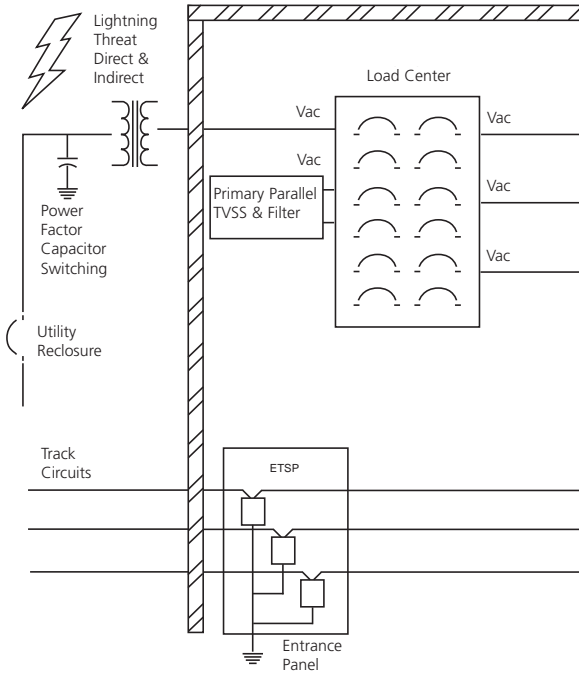 Lightning
Threat
Direct &
Indirect
Load Center
Vac
Vac
Vac
Primary Parallel
TVSS & Filter
Vac
Power
Factor
Capacitor
Switching
Vac
Utility
Reclosure
Track
Circuits
ETSP
Entrance
Panel